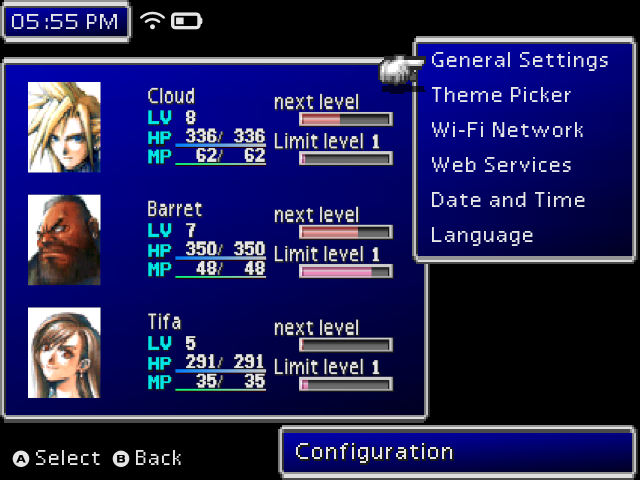 05:55 PM
General Settings
Theme Picker
Wi-Fi Network
Web Services
Date and Time
Language
Cloud
LV 8
HP 336/ 336
MP 62/ 62
next level
Limit level 1
Barret
LV 7
HP 350/ 350
MP 48/ 48
next level
Limit level 1
Tifa
LV 5
HP 291/ 291
MP 35/ 35
next level
Limit level 1
A Select B Back
Configuration